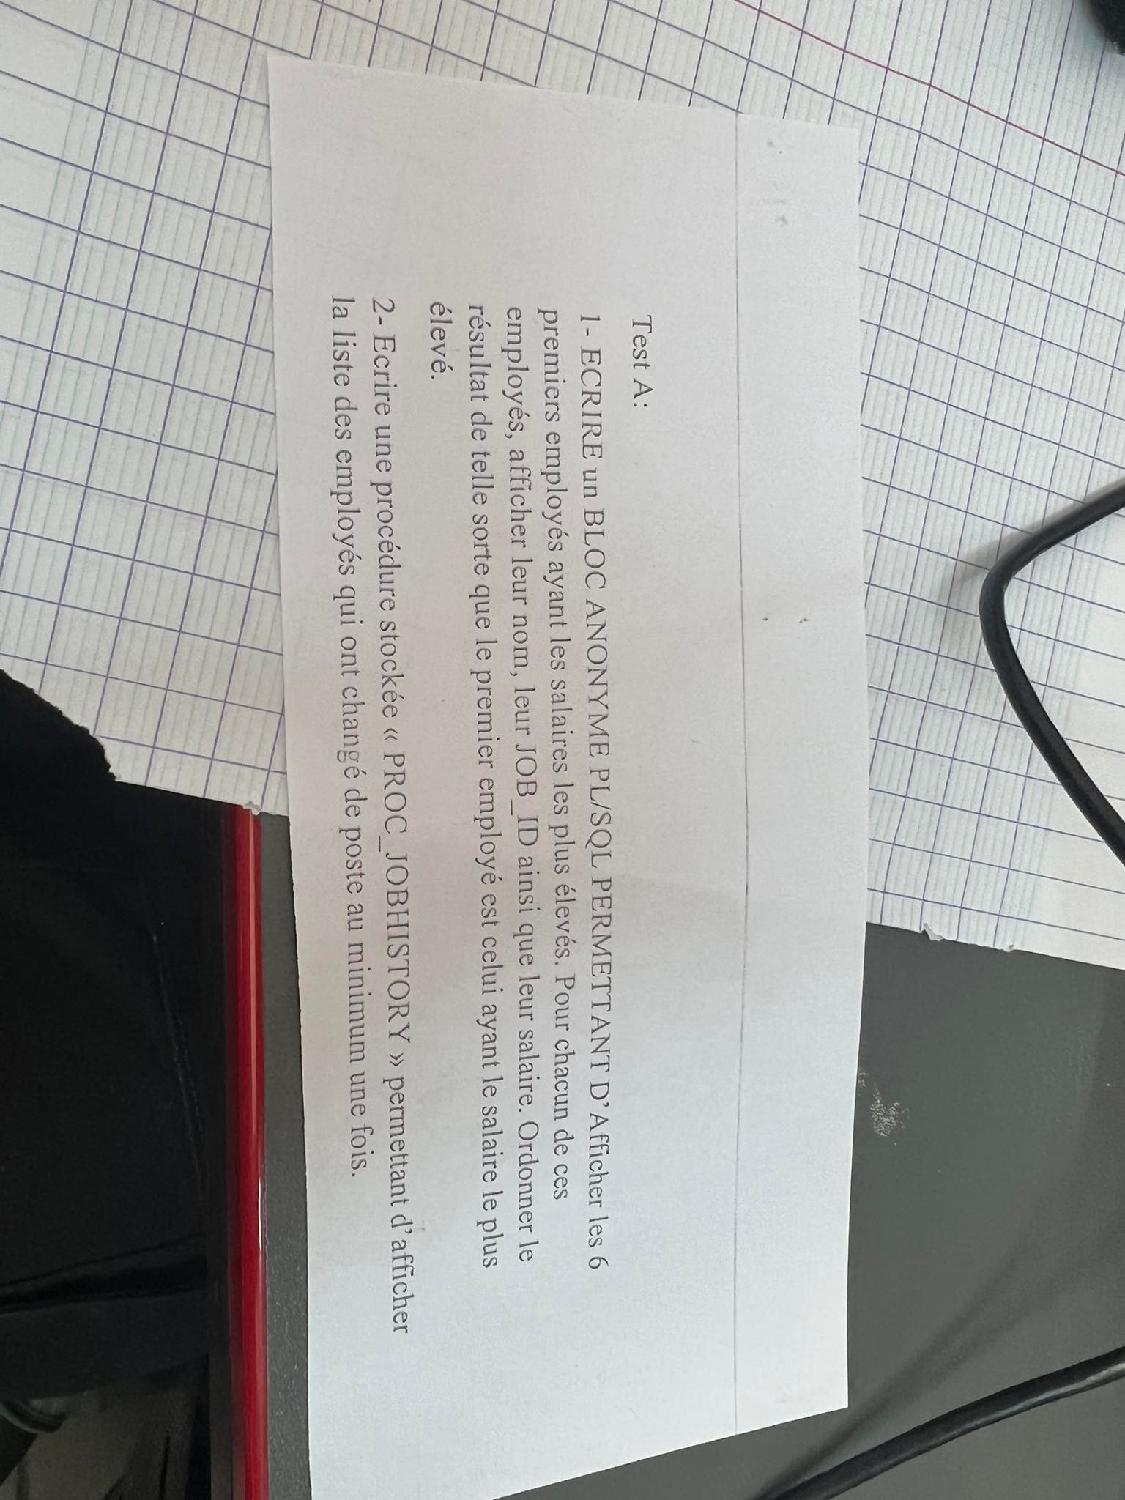 Test A:
1- ECRIRE un BLOC ANONYME PL/SQL PERMETTANT D'Afficher les 6
premiers employés ayant les salaires les plus élevés. Pour chacun de ces
employés, afficher leur nom, leur JOB_ID ainsi que leur salaire. Ordonner le
résultat de telle sorte que le premier employé est celui ayant le salaire le plus
élevé.
2- Ecrire une procédure stockée « PROC_JOBHISTORY » permettant d'afficher
la liste des employés qui ont changé de poste au minimum une fois.